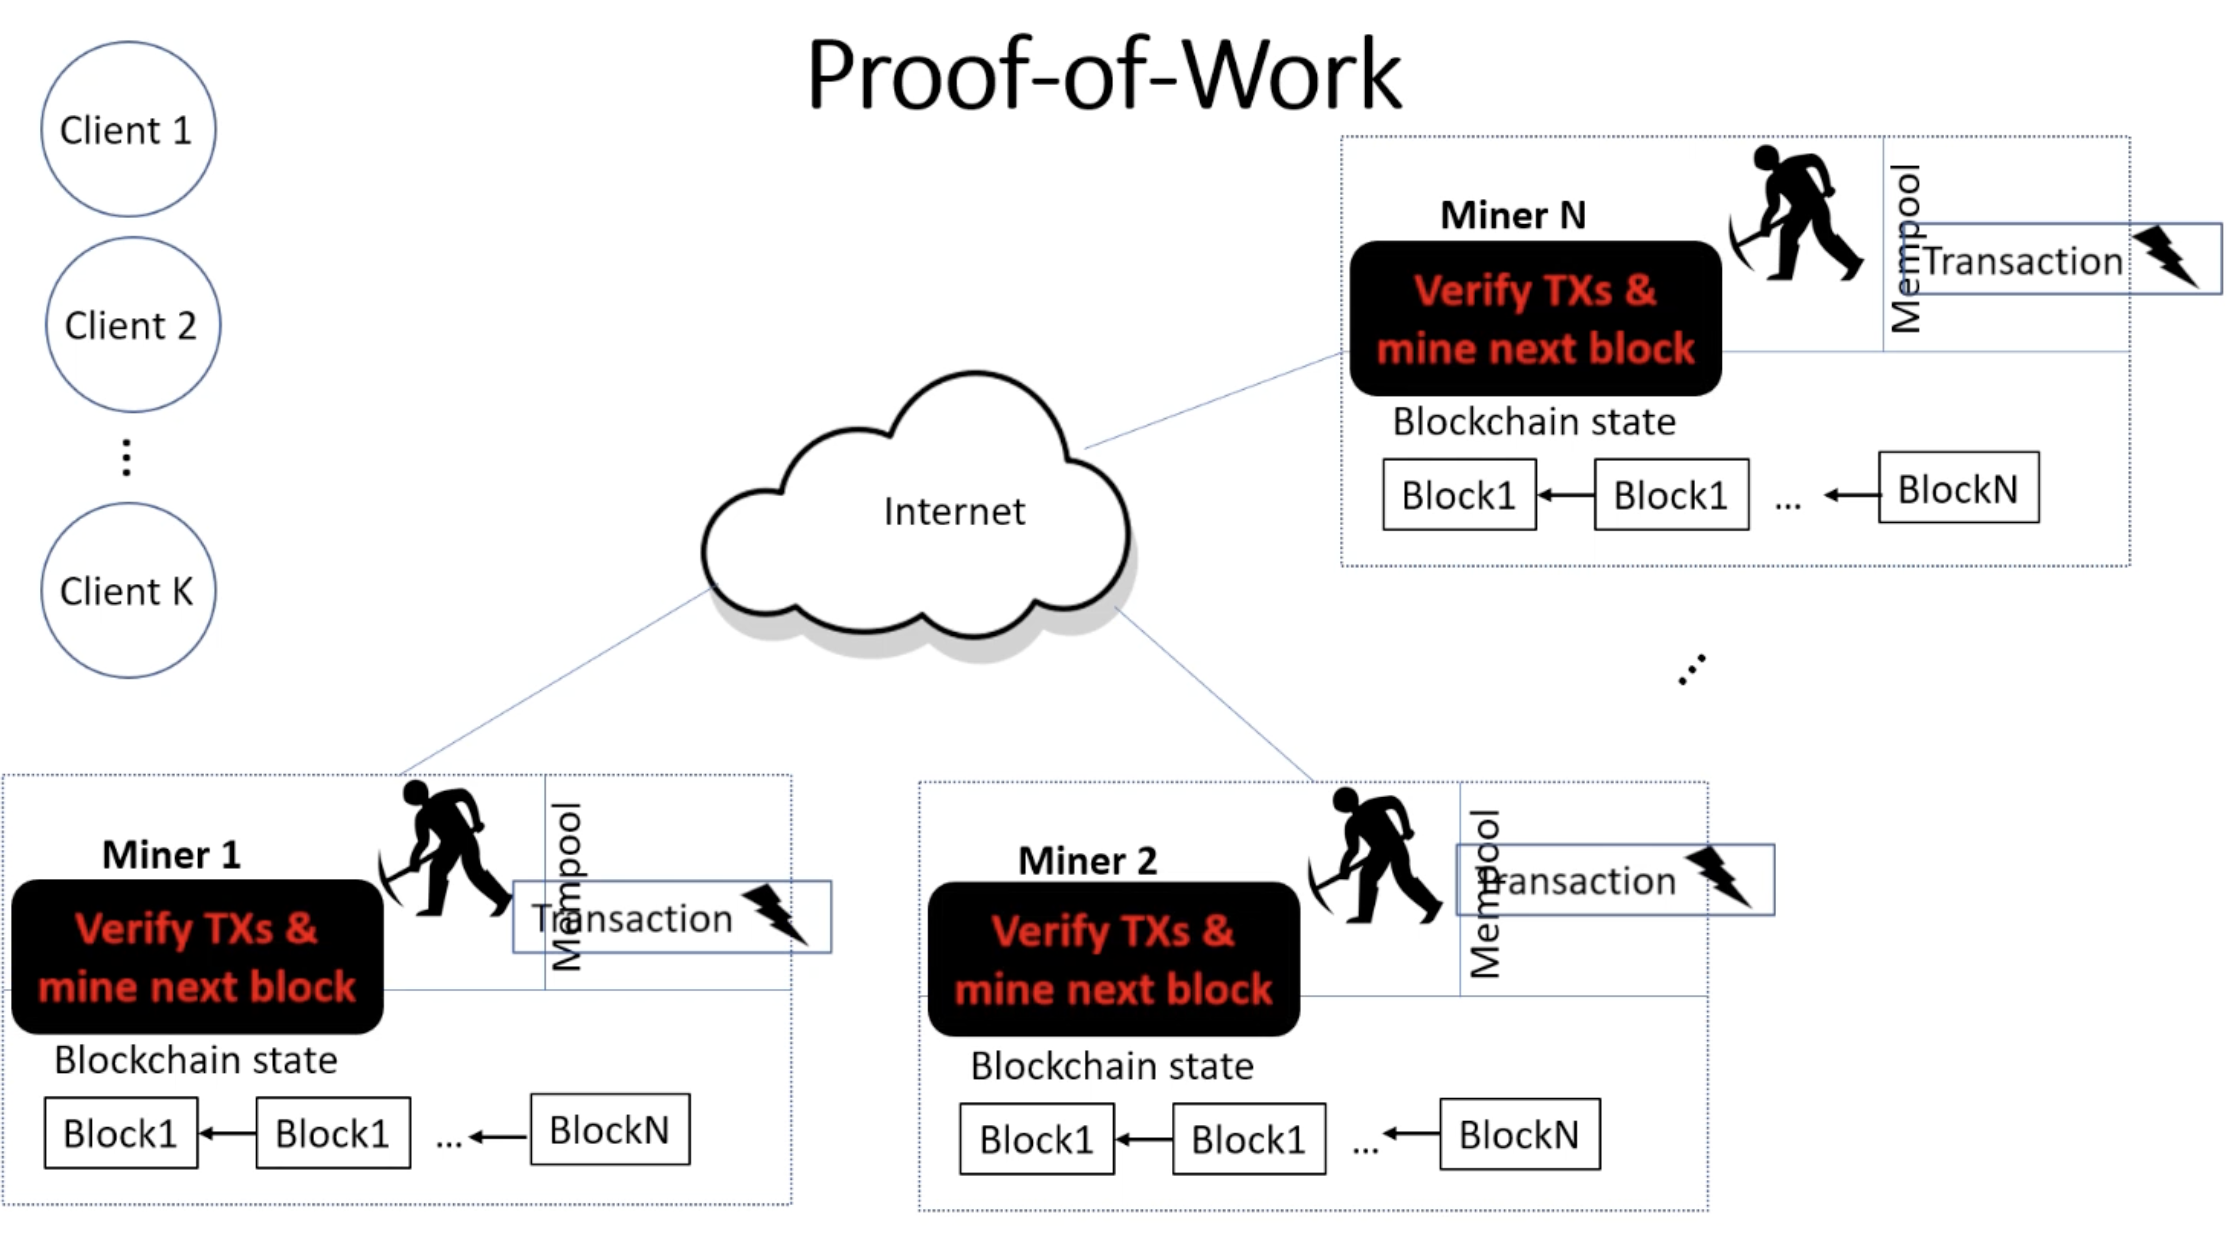 Proof-of-Work
Client 1
Client 2
⋮
Client K
Internet
Miner N
Verify TXs &
mine next block
Mempool
Transaction
Blockchain state
Block1
Block1
...
BlockN
Miner 1
Verify TXs &
mine next block
Mempool
Transaction
Blockchain state
Block1
Block1
...
BlockN
Miner 2
Verify TXs &
mine next block
Mempool
Transaction
Blockchain state
Block1
Block1
...
BlockN